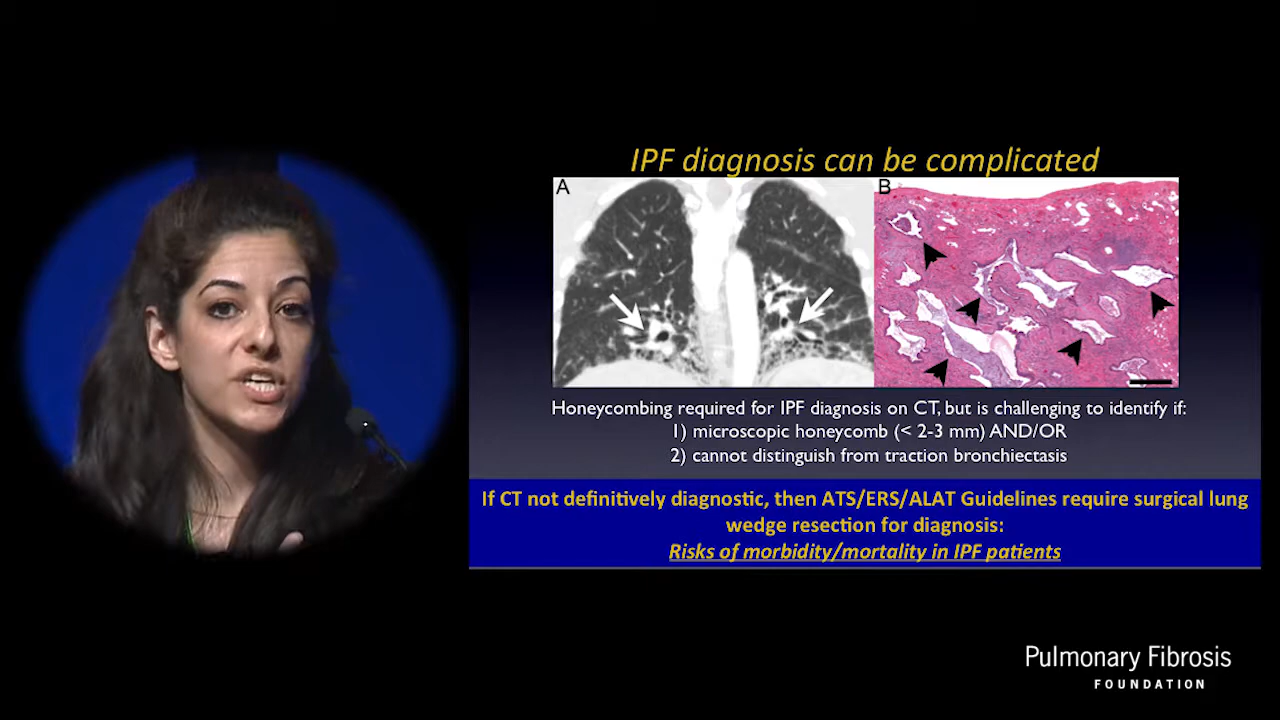 IPF diagnosis can be complicated
A
B
Honeycombing required for IPF diagnosis on CT, but is challenging to identify if:
1) microscopic honeycomb (< 2-3 mm) AND/OR
2) cannot distinguish from traction bronchiectasis
If CT not definitively diagnostic, then ATS/ERS/ALAT Guidelines require surgical lung
wedge resection for diagnosis:
Risks of morbidity/mortality in IPF patients
Pulmonary Fibrosis
FOUNDATION